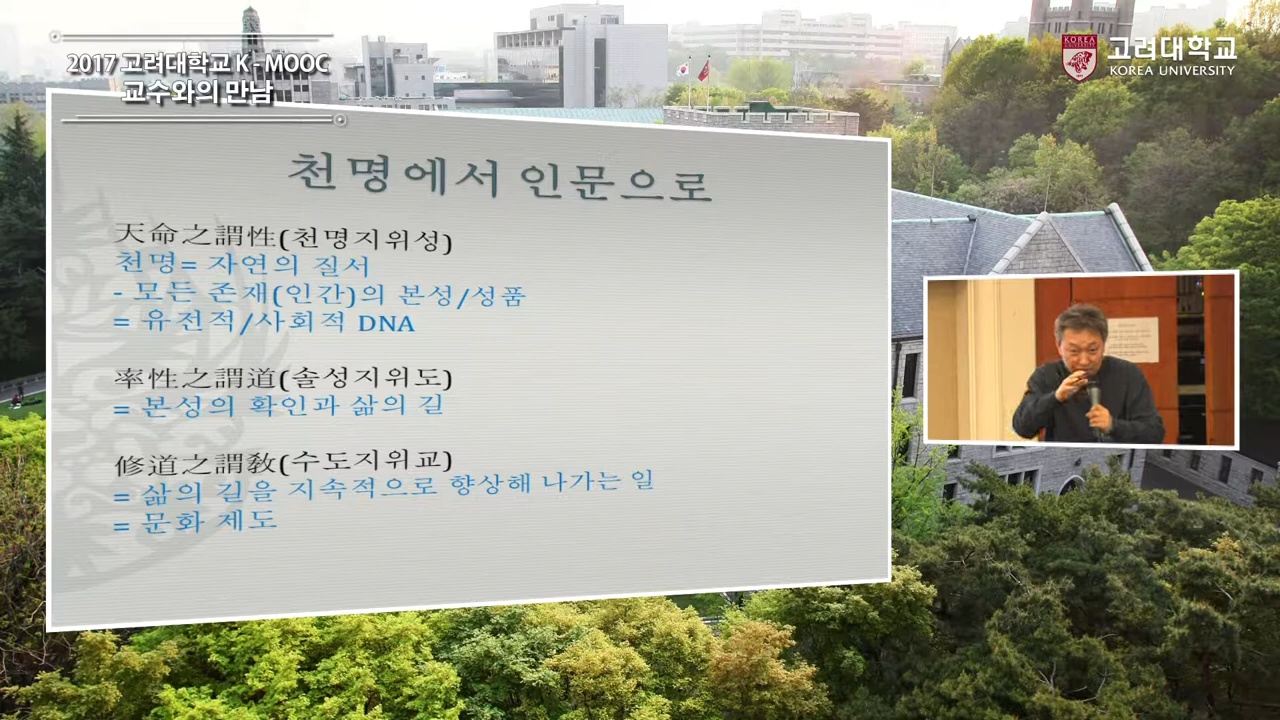 2017 고려대학교 K - MOOC
교수와의 만남
KOREA
고려대학교
KOREA UNIVERSITY
천명에서 인문으로
天命之謂性(천명지위성)
천명= 자연의 질서
- 모든 존재(인간)의 본성/성품
= 유전적/사회적 DNA
率性之謂道(솔성지위도)
= 본성의 확인과 삶의 길
修道之謂敎(수도지위교)
= 삶의 길을 지속적으로 향상해 나가는 일
= 문화 제도